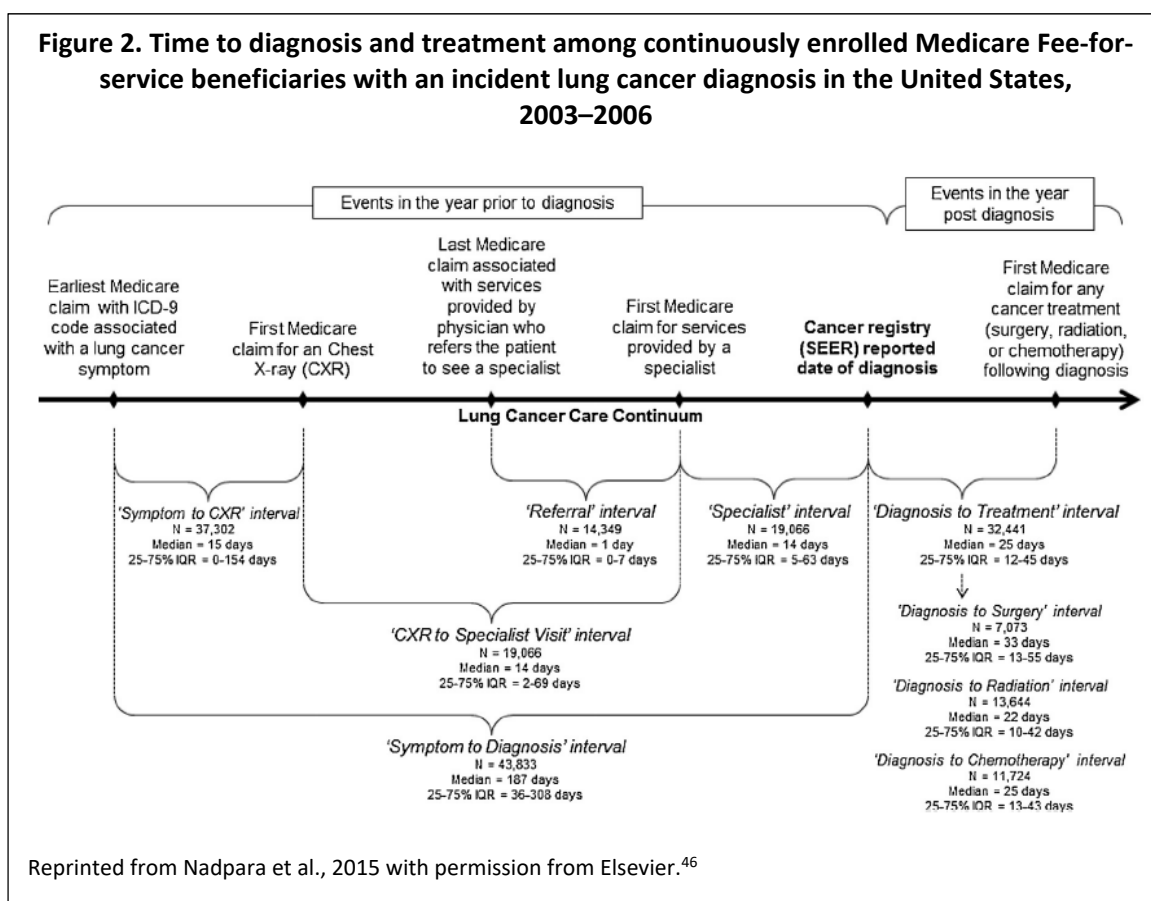 Figure 2. Time to diagnosis and treatment among continuously enrolled Medicare Fee-for-
service beneficiaries with an incident lung cancer diagnosis in the United States,
2003–2006
Events in the year prior to diagnosis
Events in the year
post diagnosis
Earliest Medicare
claim with ICD-9
code associated
with a lung cancer
symptom
First Medicare
claim for an Chest
X-ray (CXR)
Last Medicare
claim associated
with services
provided by
physician who
refers the patient
to see a specialist
First Medicare
claim for services
provided by a
specialist
Cancer registry
(SEER) reported
date of diagnosis
First Medicare
claim for any
cancer treatment
(surgery, radiation,
or chemotherapy)
following diagnosis
Lung Cancer Care Continuum
'Symptom to CXR' interval
N = 37,302
Median = 15 days
25-75% IQR = 0-154 days
'Referral' interval
N = 14,349
Median = 1 day
25-75% IQR = 0-7 days
'Specialist' interval
N = 19,066
Median = 14 days
25-75% IQR = 5-63 days
'Diagnosis to Treatment' interval
N = 32,441
Median = 25 days
25-75% IQR = 12-45 days
'CXR to Specialist Visit' interval
N = 19,066
Median = 14 days
25-75% IQR = 2-69 days
'Diagnosis to Surgery' interval
N = 7,073
Median = 33 days
25-75% IQR = 13-55 days
'Diagnosis to Radiation' interval
N = 13,644
Median = 22 days
25-75% IQR = 10-42 days
'Symptom to Diagnosis' interval
N = 43,833
Median = 187 days
25-75% IQR = 36-308 days
'Diagnosis to Chemotherapy' interval
N = 11,724
Median = 25 days
25-75% IQR = 13-43 days
Reprinted from Nadpara et al., 2015 with permission from Elsevier.46